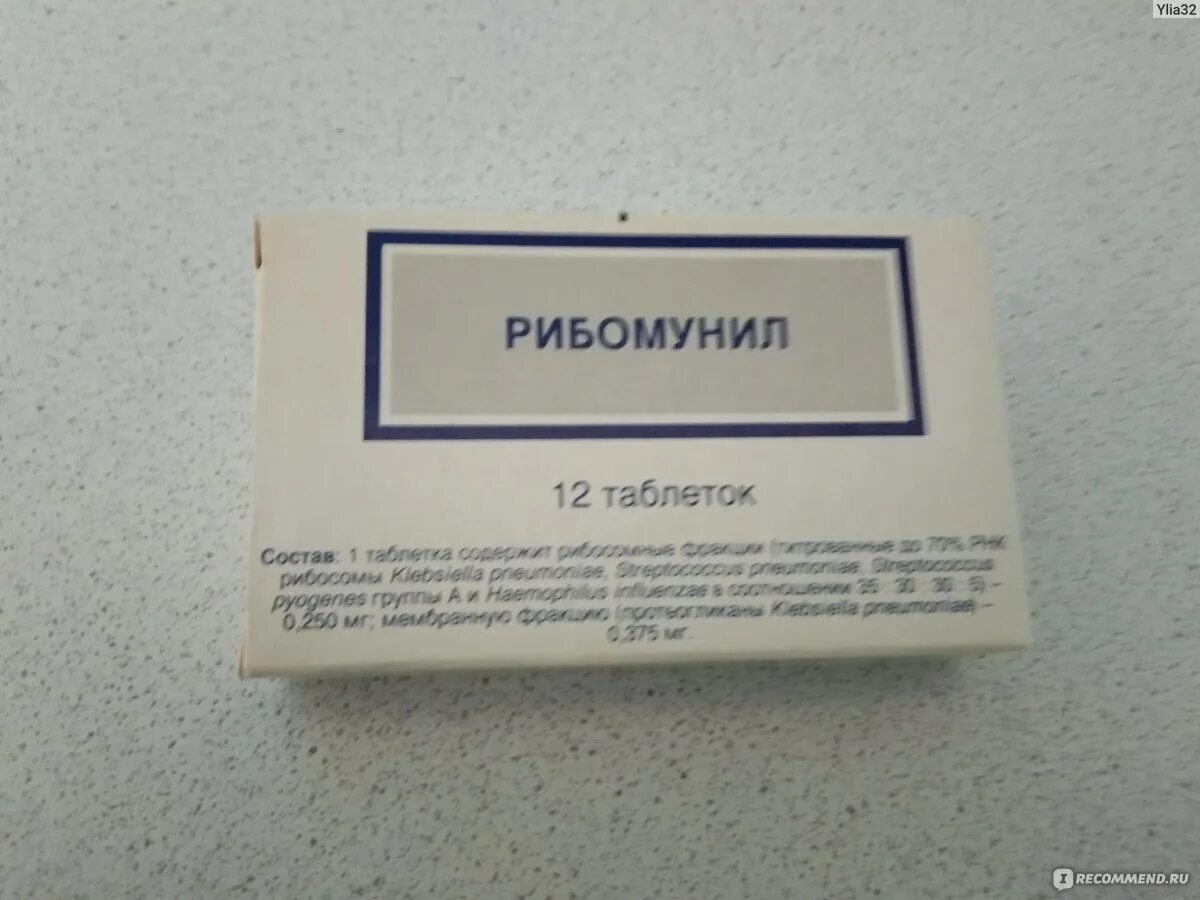 Ylia32
РИБОМУНИЛ
12 таблеток
Состав: 1 таблетка содержит рибосомные фракции (титрованные до 70% РНК
рибосомы Klebsiella pneumoniae, Streptococcus pneumoniae, Streptococcus
pyogenes группы А и Haemophilus influenzae в соотношении 35 : 30 : 30 : 5) –
0,250 мг; мембранную фракцию (протеогликаны Klebsiella pneumoniae) –
0,375 мг.
IRECOMMEND.RU